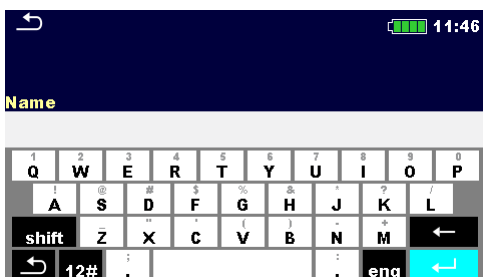 11:46
Name
1 2 3 4 5 6 7 8 9 0
Q W E R T Y U I O P
! @ # $ % & * ? /
A S D F G H J K L
- " ' ( ) - +
shift Z X C V B N M
; :
12# . . eng